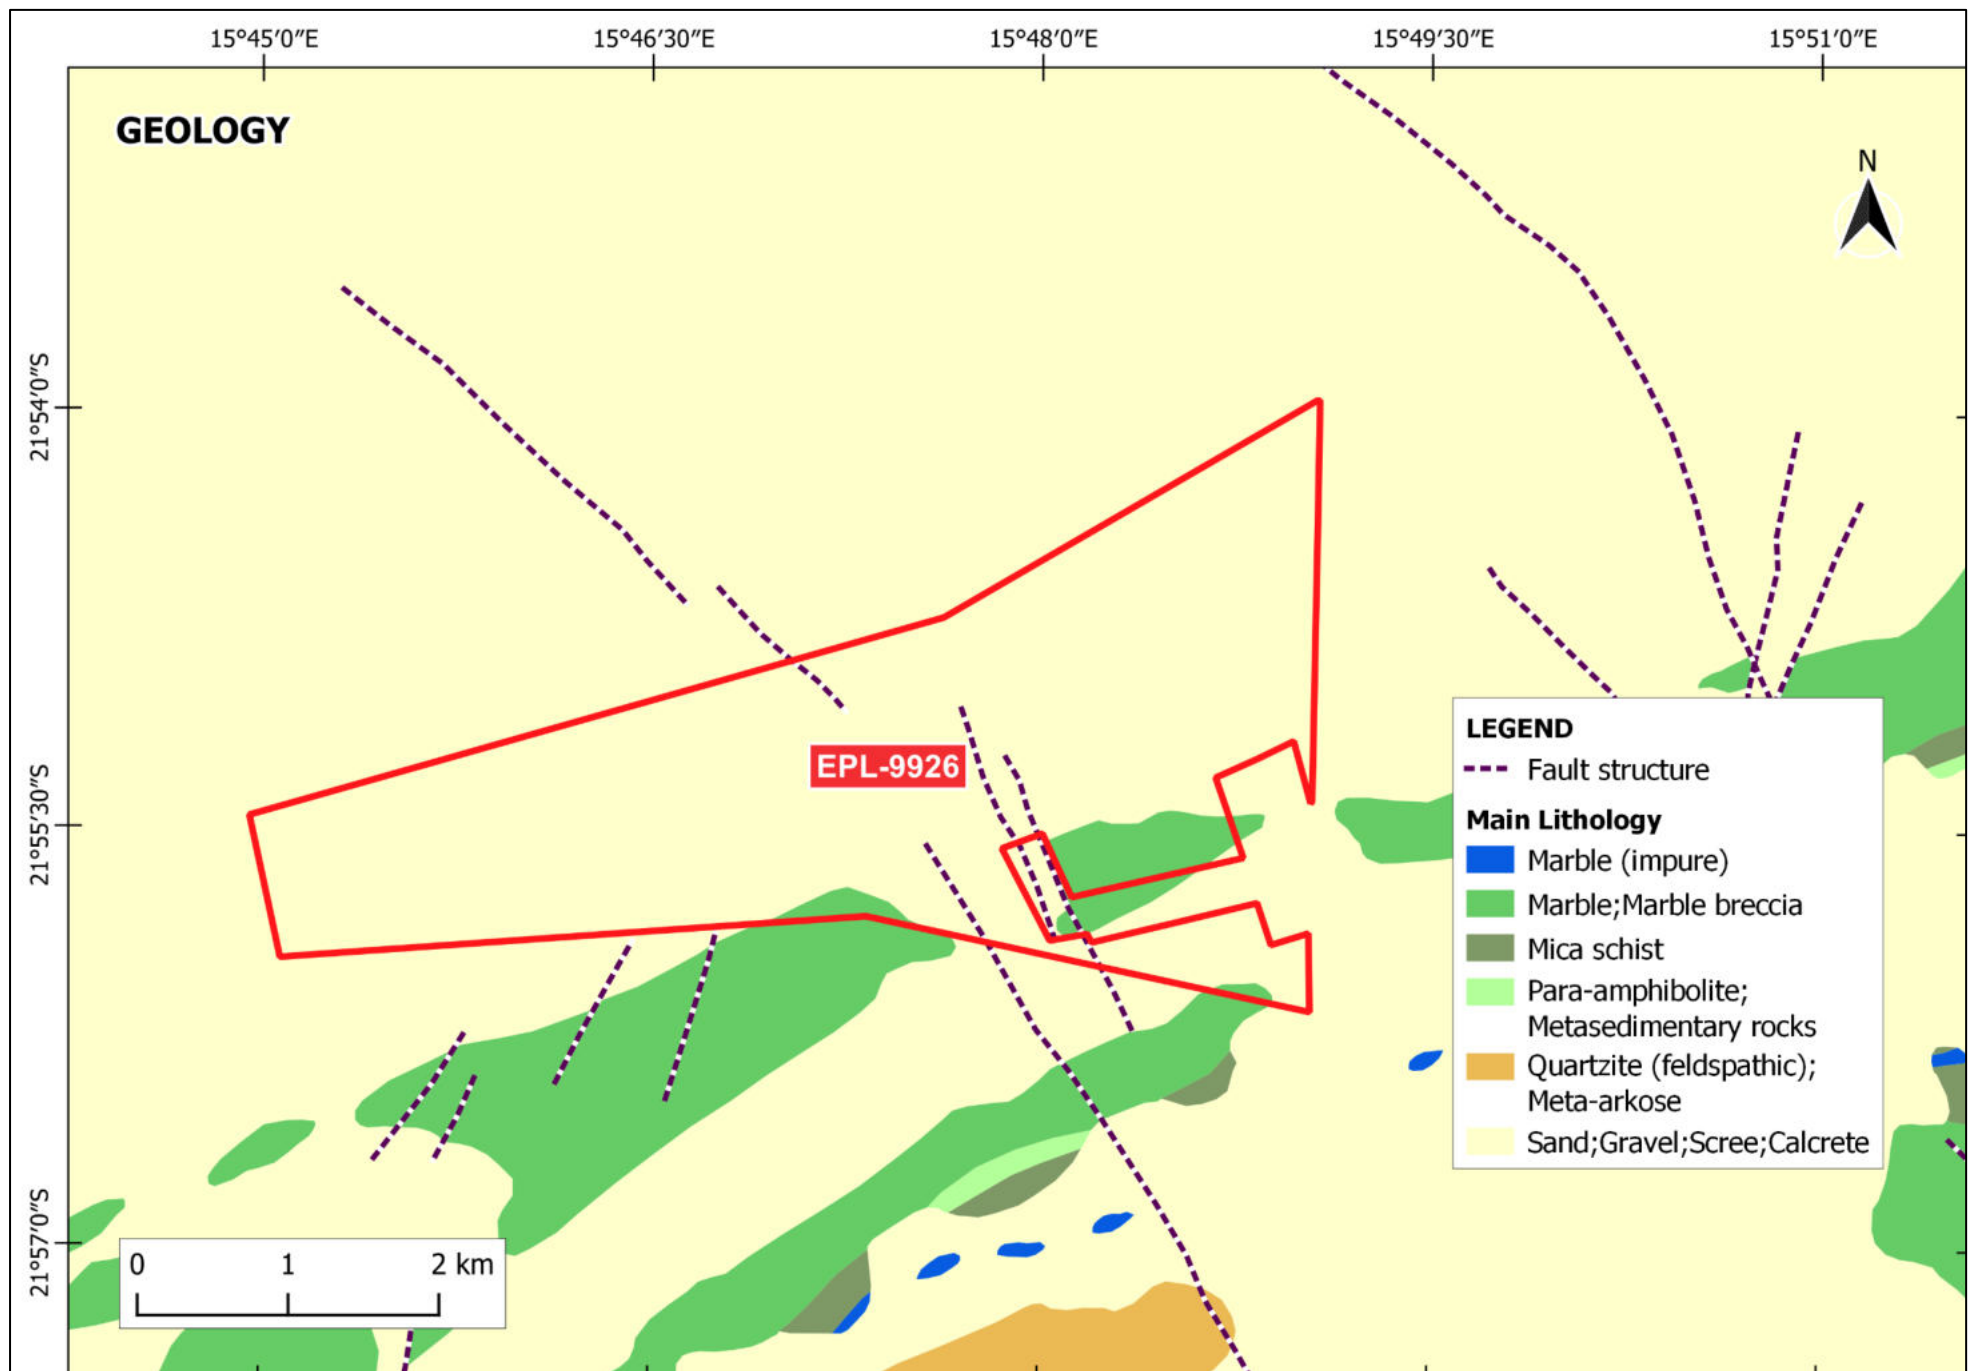 15°45′0″E 15°46′30″E 15°48′0″E 15°49′30″E 15°51′0″E
GEOLOGY
N
21°54′0″S
21°55′30″S
21°57′0″S
EPL-9926
LEGEND
Fault structure
Main Lithology
Marble (impure)
Marble;Marble breccia
Mica schist
Para-amphibolite;
Metasedimentary rocks
Quartzite (feldspathic);
Meta-arkose
Sand;Gravel;Scree;Calcrete
0 1 2 km